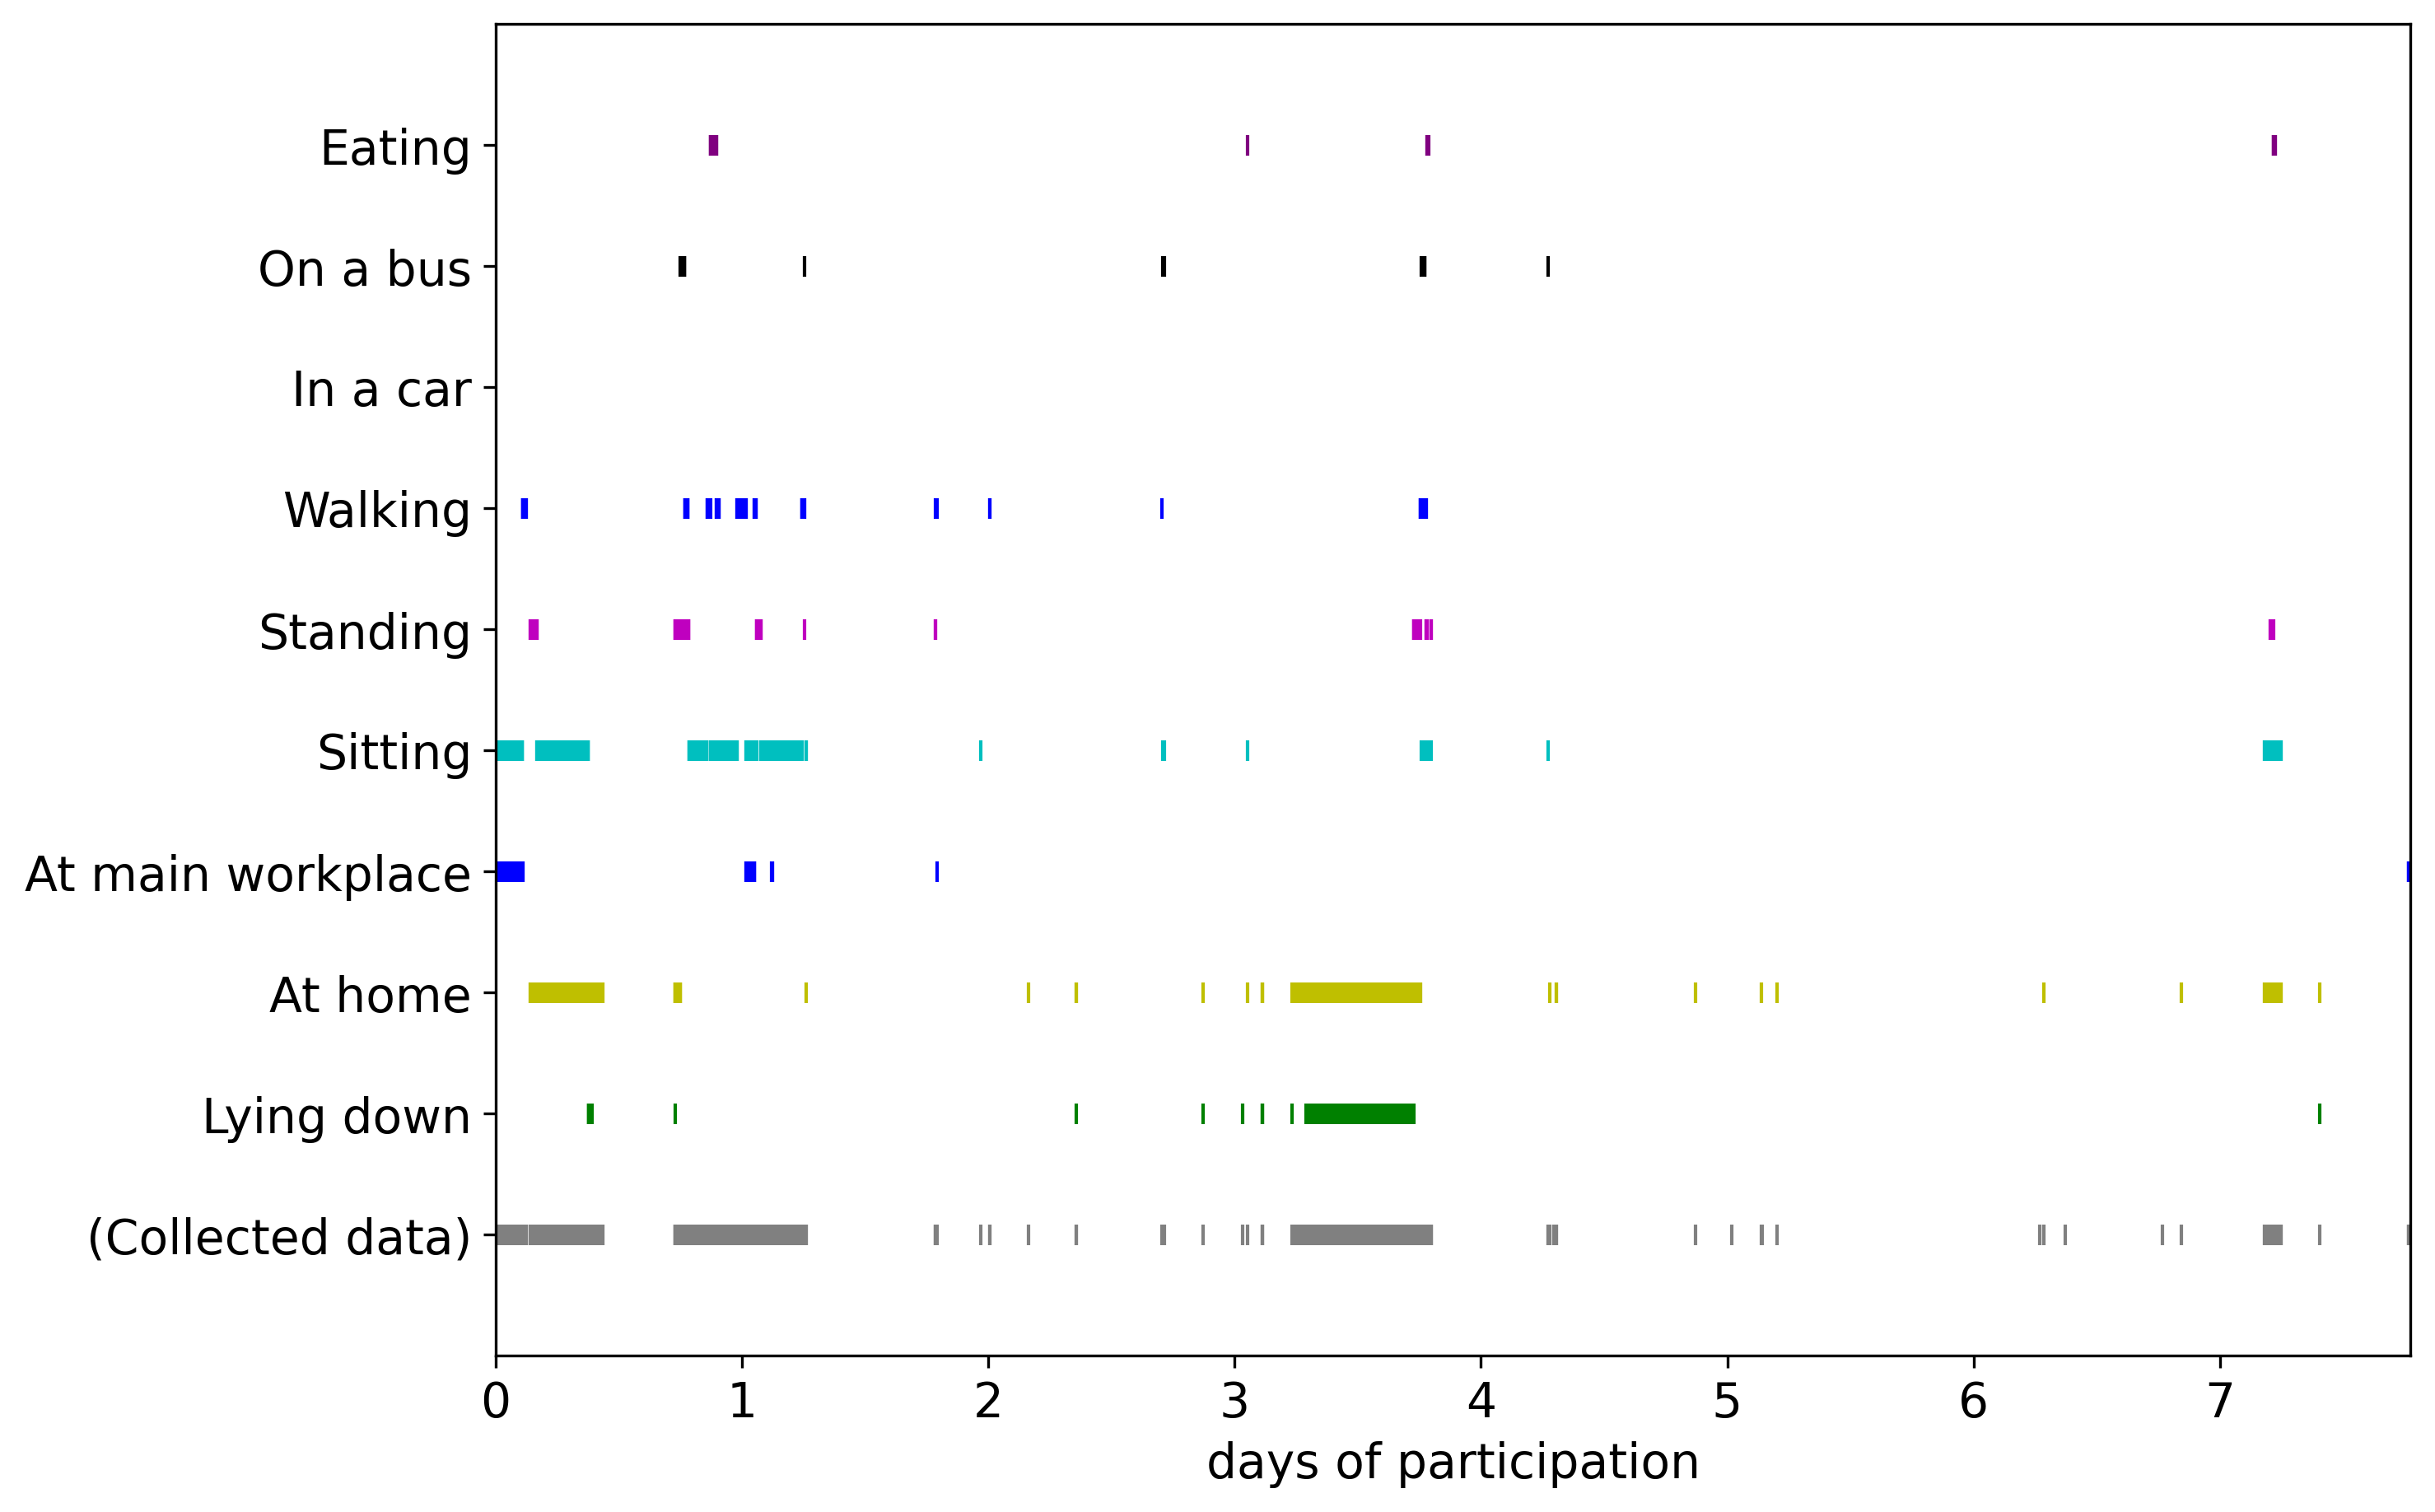 Eating
On a bus
In a car
Walking
Standing
Sitting
At main workplace
At home
Lying down
(Collected data)
0 1 2 3 4 5 6 7
days of participation